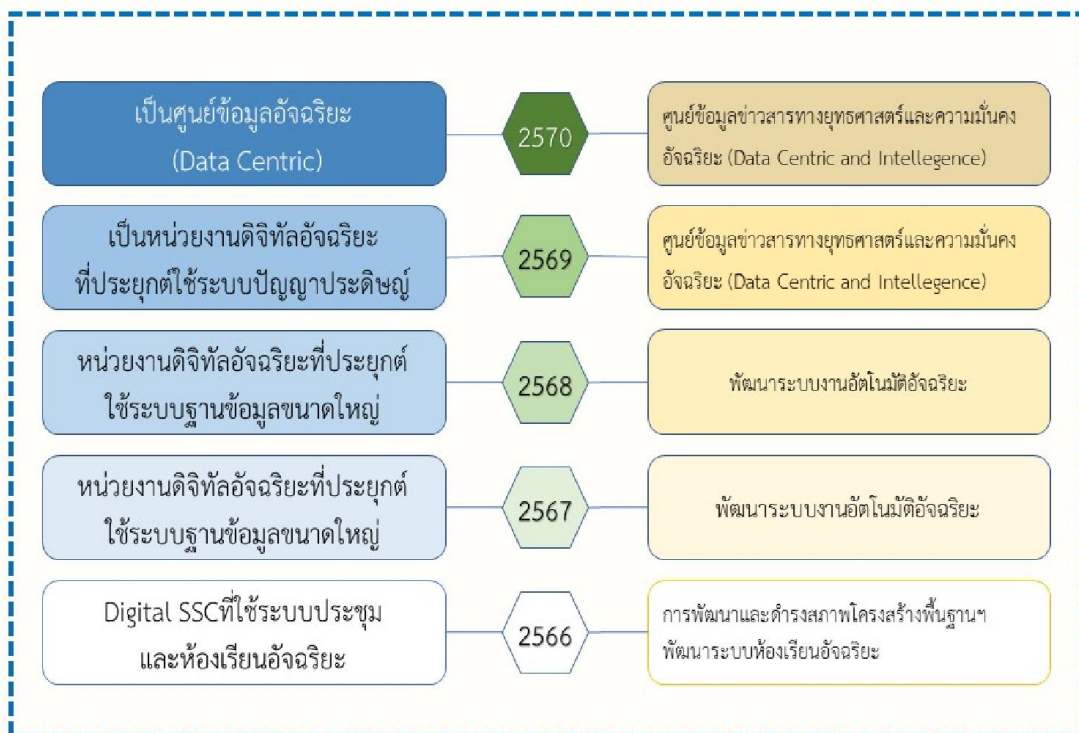 เป็นศูนย์ข้อมูลอัจฉริยะ
(Data Centric)
2570
ศูนย์ข้อมูลข่าวสารทางยุทธศาสตร์และความมั่นคง
อัจฉริยะ (Data Centric and Intellegence)
เป็นหน่วยงานดิจิทัลอัจฉริยะ
ที่ประยุกต์ใช้ระบบปัญญาประดิษญ์
2569
ศูนย์ข้อมูลข่าวสารทางยุทธศาสตร์และความมั่นคง
อัจฉริยะ (Data Centric and Intellegence)
หน่วยงานดิจิทัลอัจฉริยะที่ประยุกต์
ใช้ระบบฐานข้อมูลขนาดใหญ่
2568
พัฒนาระบบงานอัตโนมัติอัจฉริยะ
หน่วยงานดิจิทัลอัจฉริยะที่ประยุกต์
ใช้ระบบฐานข้อมูลขนาดใหญ่
2567
พัฒนาระบบงานอัตโนมัติอัจฉริยะ
Digital SSCที่ใช้ระบบประชุม
และห้องเรียนอัจฉริยะ
2566
การพัฒนาและดำรงสภาพโครงสร้างพื้นฐานฯ
พัฒนาระบบห้องเรียนอัจฉริยะ